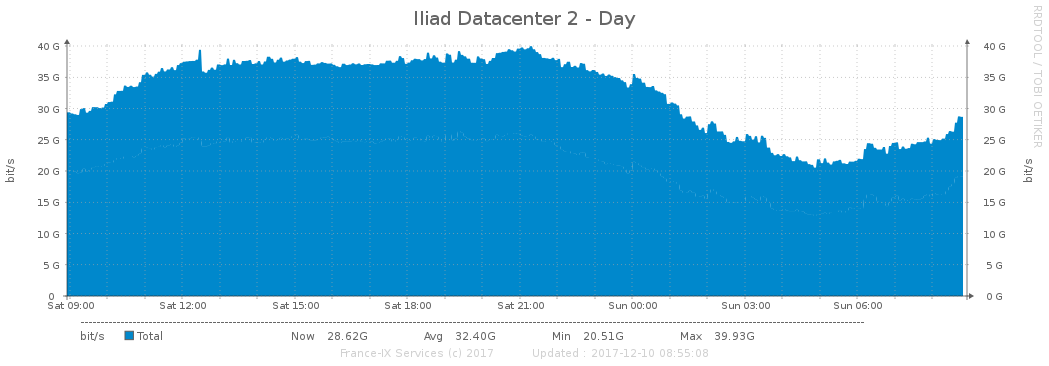 Iliad Datacenter 2 - Day
RRDTOOL / TOBI OETIKER
bit/s
40 G
35 G
30 G
25 G
20 G
15 G
10 G
5 G
0
40 G
35 G
30 G
25 G
20 G
15 G
10 G
5 G
0 G
bit/s
Sat 09:00 Sat 12:00 Sat 15:00 Sat 18:00 Sat 21:00 Sun 00:00 Sun 03:00 Sun 06:00
bit/s Total Now 28.62G Avg 32.40G Min 20.51G Max 39.93G
France-IX Services (c) 2017 Updated : 2017-12-10 08:55:08